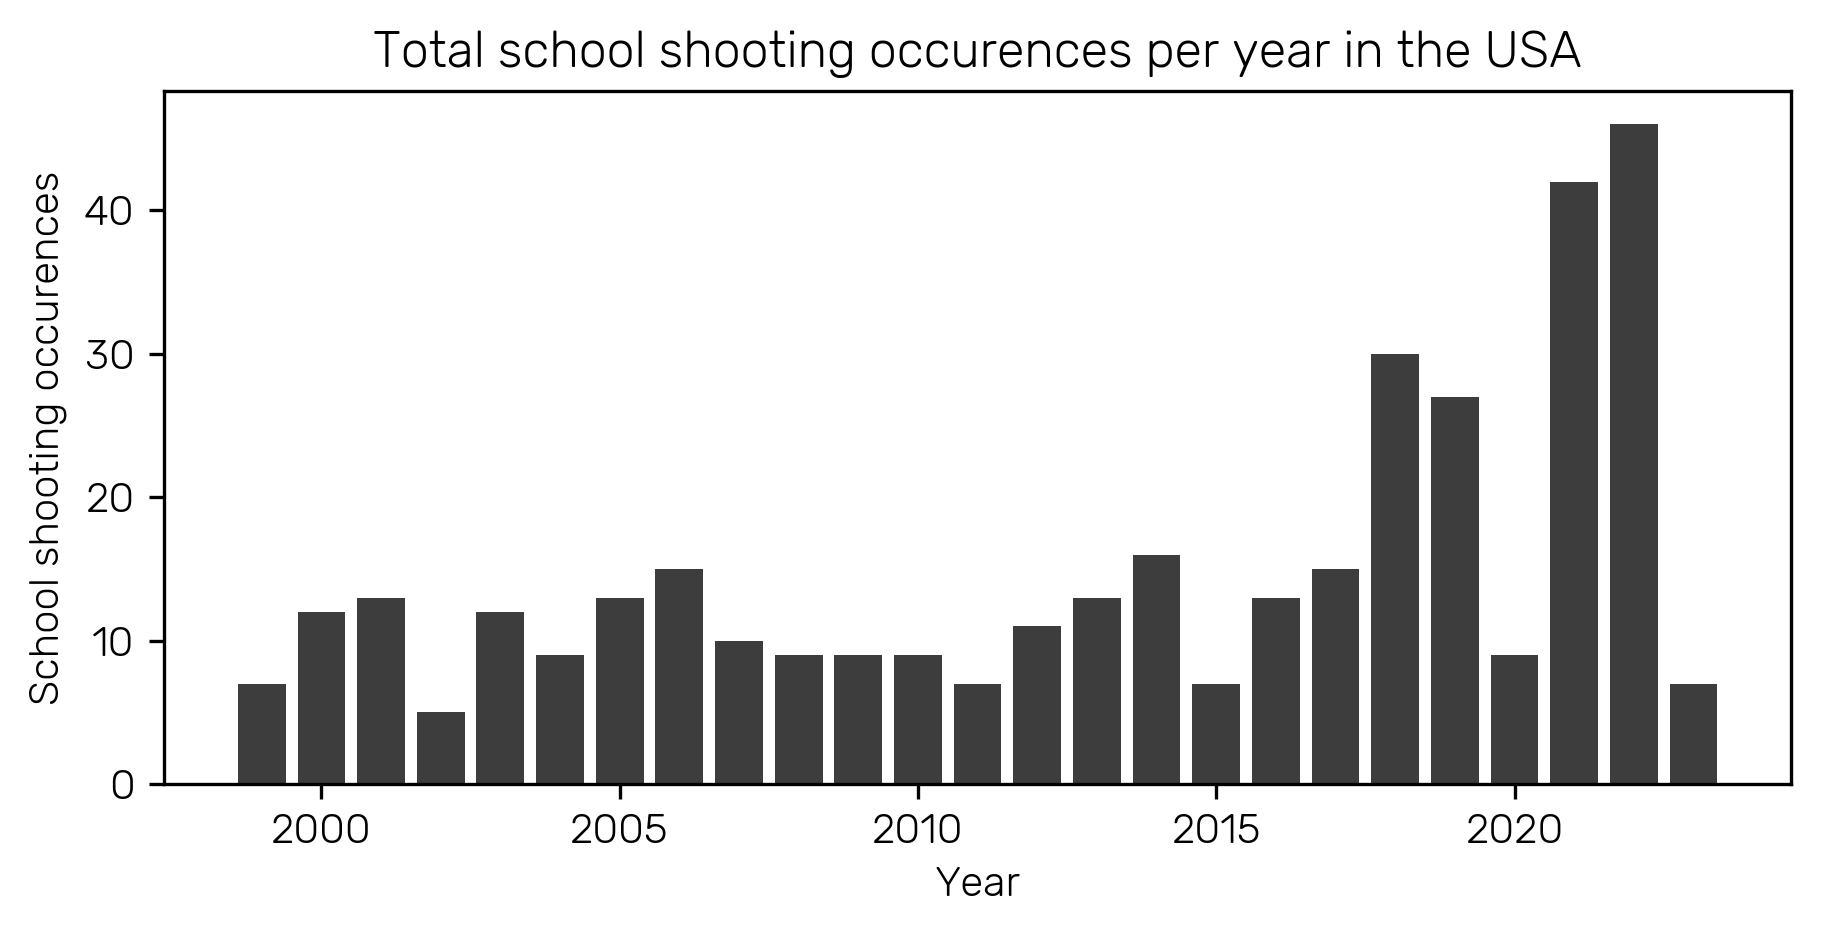 Total school shooting occurences per year in the USA
School shooting occurences
40
30
20
10
0
2000 2005 2010 2015 2020
Year